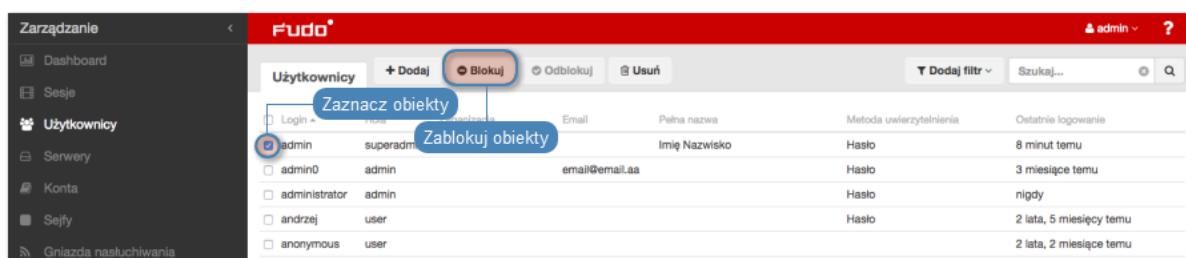 Zarządzanie
Fudo
admin
?
Dashboard
Sesje
Użytkownicy
Serwery
Konta
Sejfy
Gniazda nasłuchiwania
Użytkownicy
+ Dodaj
Blokuj
Odblokuj
Usuń
Dodaj filtr
Szukaj...
Zaznacz obiekty
Zablokuj obiekty
Login Rola Organizacja Email Pełna nazwa Metoda uwierzytelnienia Ostatnie logowanie
admin superadm Imię Nazwisko Hasło 8 minut temu
admin0 admin email@email.aa Hasło 3 miesiące temu
administrator admin Hasło nigdy
andrzej user Hasło 2 lata, 5 miesięcy temu
anonymous user 2 lata, 2 miesiące temu